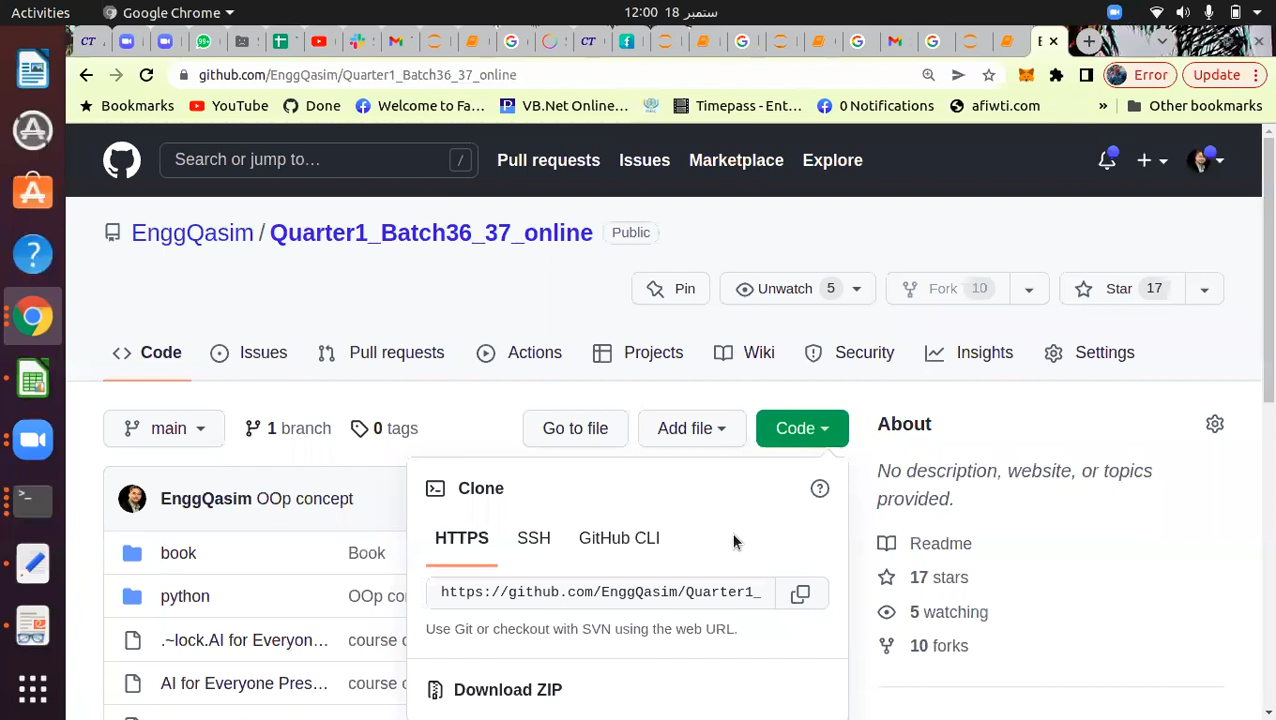 Activities
Google Chrome
12:00 18 ستمبر
CT
CT
E
github.com/EnggQasim/Quarter1_Batch36_37_online
Error
Update
Bookmarks
YouTube
Done
Welcome to Fa...
VB.Net Online...
Timepass - Ent...
0 Notifications
afiwti.com
»
Other bookmarks
Search or jump to...
/
Pull requests
Issues
Marketplace
Explore
EnggQasim / Quarter1_Batch36_37_online
Public
Pin
Unwatch 5
Fork 10
Star 17
Code
Issues
Pull requests
Actions
Projects
Wiki
Security
Insights
Settings
main
1 branch
0 tags
Go to file
Add file
Code
About
No description, website, or topics
provided.
Readme
17 stars
5 watching
10 forks
EnggQasim OOp concept
book
Book
python
OOp co
.~lock.AI for Everyon...
course c
AI for Everyone Pres...
course c
Clone
HTTPS
SSH
GitHub CLI
https://github.com/EnggQasim/Quarter1_
Use Git or checkout with SVN using the web URL.
Download ZIP